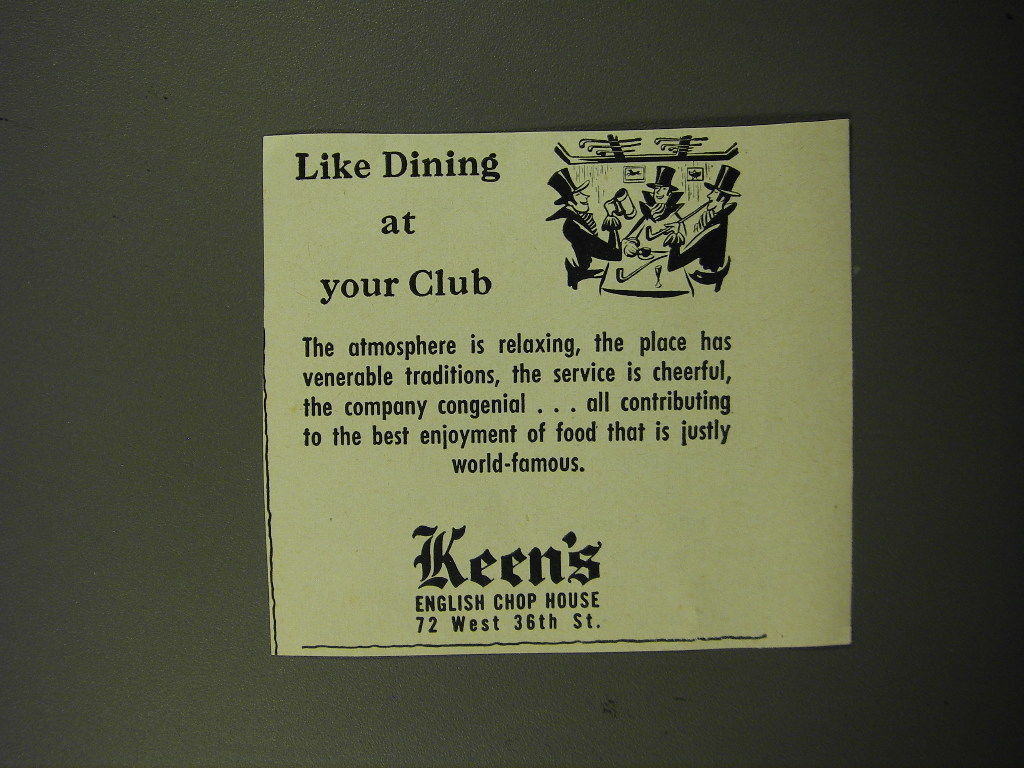 Like Dining
at
your Club
The atmosphere is relaxing, the place has
venerable traditions, the service is cheerful,
the company congenial . . . all contributing
to the best enjoyment of food that is justly
world-famous.
Keen's
ENGLISH CHOP HOUSE
72 West 36th St.